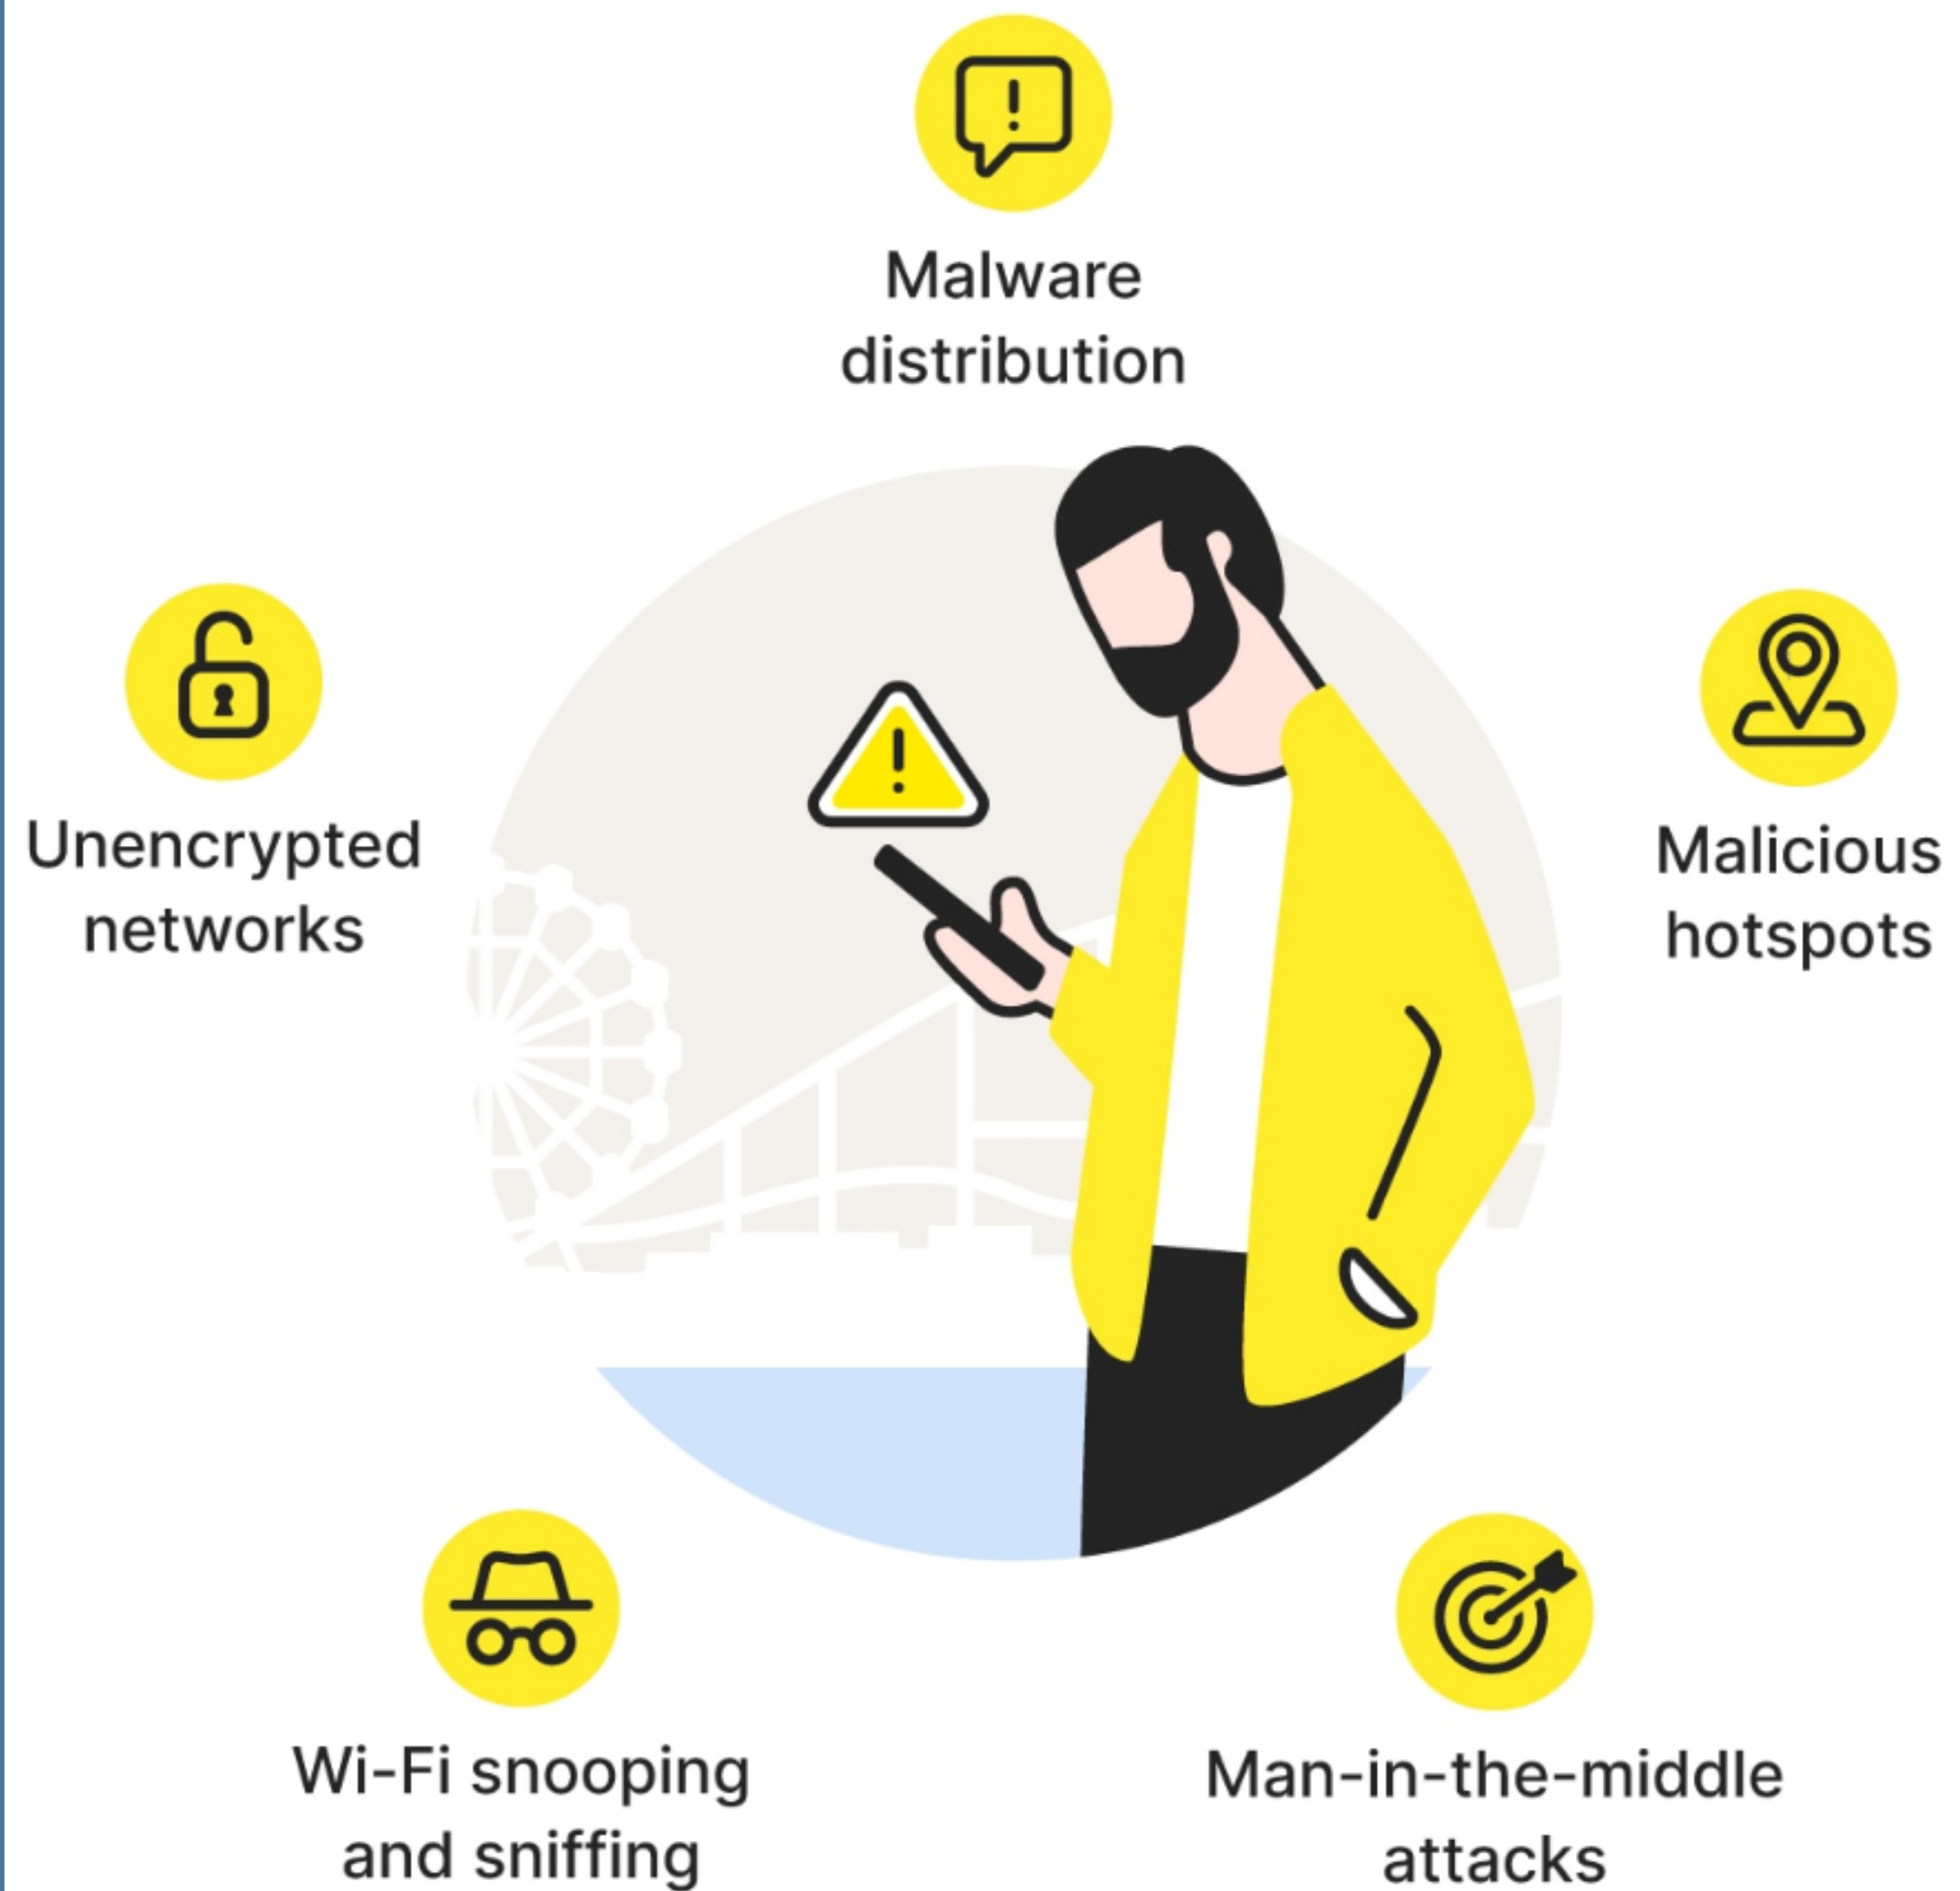 Malware
distribution
Unencrypted
networks
Malicious
hotspots
Wi-Fi snooping
and sniffing
Man-in-the-middle
attacks